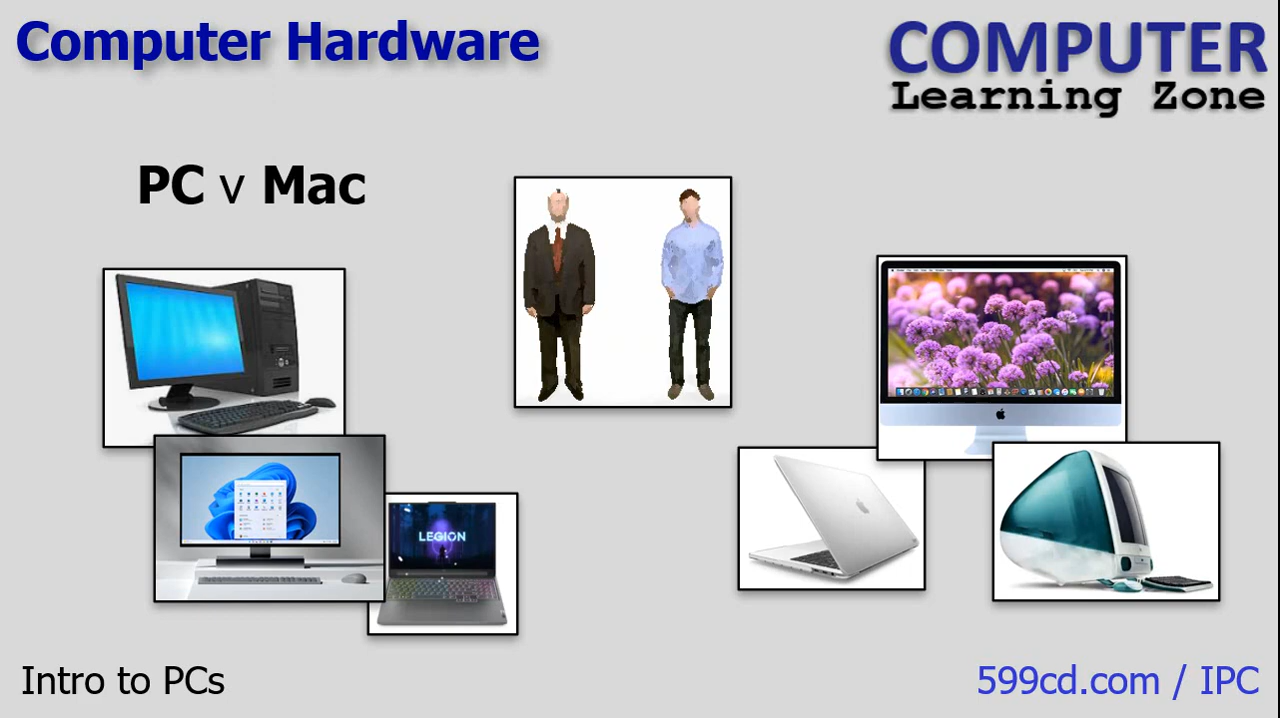 Computer Hardware
COMPUTER
Learning Zone
PC v Mac
LEGION
Intro to PCs
599cd.com / IPC